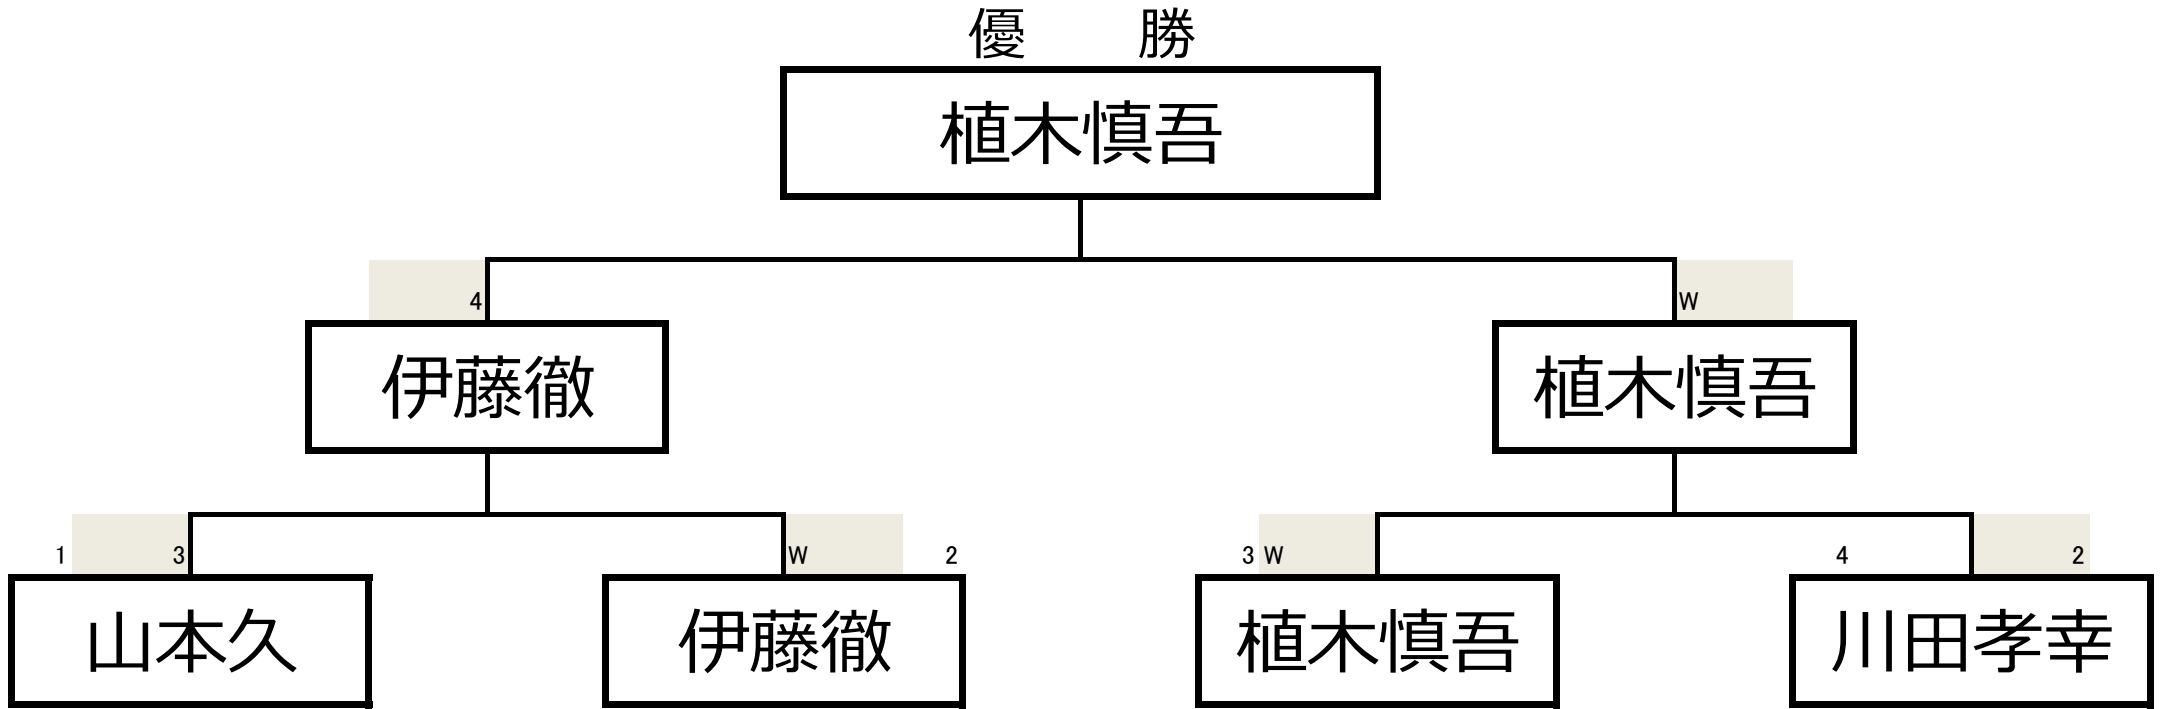 優 勝
植木慎吾
4 W
伊藤徹 植木慎吾
1 3 W 2 3 W 4 2
山本久 伊藤徹 植木慎吾 川田孝幸